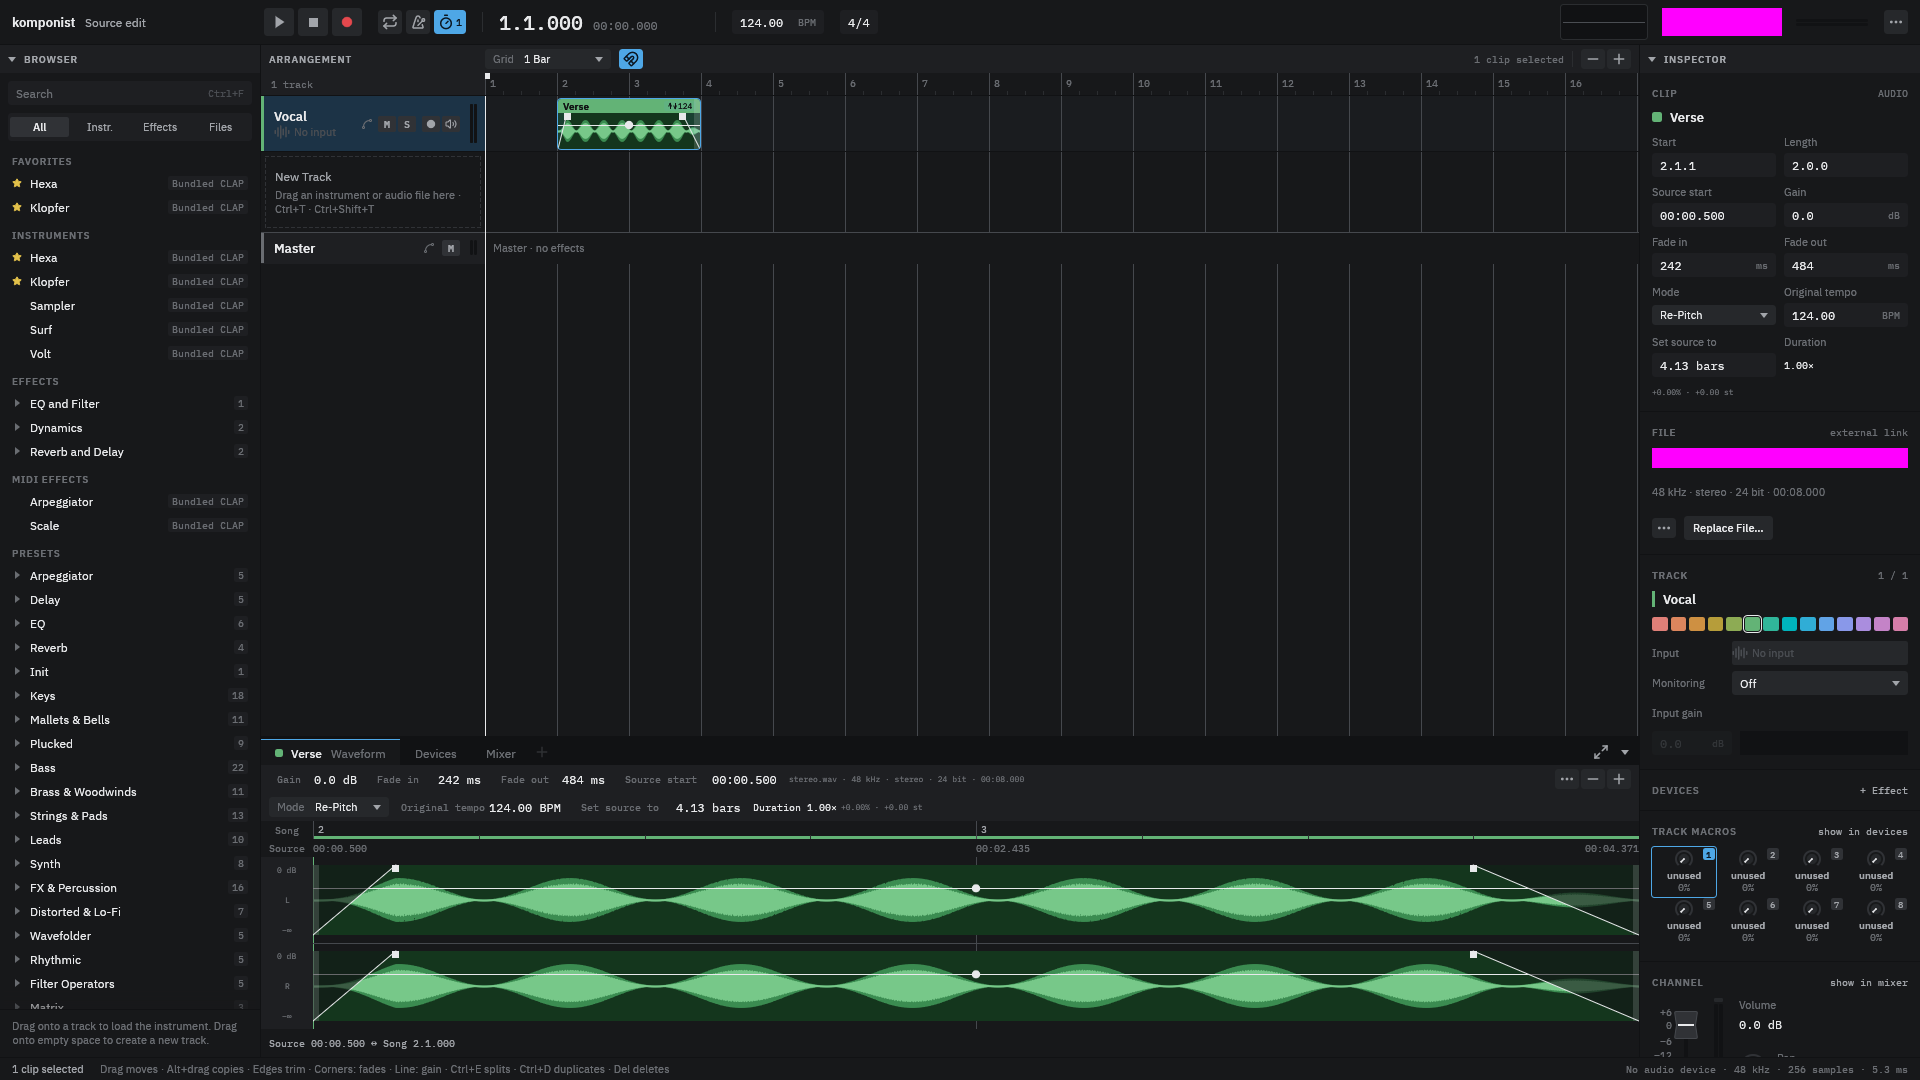 komponist Source edit
1
1.1.000 00:00.000
124.00 BPM
4/4
BROWSER
Search Ctrl+F
All Instr. Effects Files
FAVORITES
Hexa Bundled CLAP
Klopfer Bundled CLAP
INSTRUMENTS
Hexa Bundled CLAP
Klopfer Bundled CLAP
Sampler Bundled CLAP
Surf Bundled CLAP
Volt Bundled CLAP
EFFECTS
EQ and Filter 1
Dynamics 2
Reverb and Delay 2
MIDI EFFECTS
Arpeggiator Bundled CLAP
Scale Bundled CLAP
PRESETS
Arpeggiator 5
Delay 5
EQ 6
Reverb 4
Init 1
Keys 18
Mallets & Bells 11
Plucked 9
Bass 22
Brass & Woodwinds 11
Strings & Pads 13
Leads 10
Synth 8
FX & Percussion 16
Distorted & Lo-Fi 7
Wavefolder 5
Rhythmic 5
Filter Operators 5
Matrix 3
Drag onto a track to load the instrument. Drag
onto empty space to create a new track.
ARRANGEMENT
Grid 1 Bar
1 clip selected
1 track
1 2 3 4 5 6 7 8 9 10 11 12 13 14 15 16
Vocal
No input
M S
Verse 124
New Track
Drag an instrument or audio file here ·
Ctrl+T · Ctrl+Shift+T
Master M
Master · no effects
Verse Waveform Devices Mixer
Gain 0.0 dB Fade in 242 ms Fade out 484 ms Source start 00:00.500 stereo.wav · 48 kHz · stereo · 24 bit · 00:08.000
Mode Re-Pitch Original tempo 124.00 BPM Set source to 4.13 bars Duration 1.00× +0.00% · +0.00 st
Song 2 3
Source 00:00.500 00:02.435 00:04.371
0 dB
L
-∞
0 dB
R
-∞
Source 00:00.500 ⇔ Song 2.1.000
INSPECTOR
CLIP AUDIO
Verse
Start Length
2.1.1 2.0.0
Source start Gain
00:00.500 0.0 dB
Fade in Fade out
242 ms 484 ms
Mode Original tempo
Re-Pitch 124.00 BPM
Set source to Duration
4.13 bars 1.00×
+0.00% · +0.00 st
FILE external link
48 kHz · stereo · 24 bit · 00:08.000
Replace File...
TRACK 1 / 1
Vocal
Input No input
Monitoring Off
Input gain
0.0 dB
DEVICES + Effect
TRACK MACROS show in devices
1 2 3 4
unused unused unused unused
0% 0% 0% 0%
5 6 7 8
unused unused unused unused
0% 0% 0% 0%
CHANNEL show in mixer
Volume
0.0 dB
+6
0
-6
-12
Pan
1 clip selected Drag moves · Alt+drag copies · Edges trim · Corners: fades · Line: gain · Ctrl+E splits · Ctrl+D duplicates · Del deletes
No audio device · 48 kHz · 256 samples · 5.3 ms